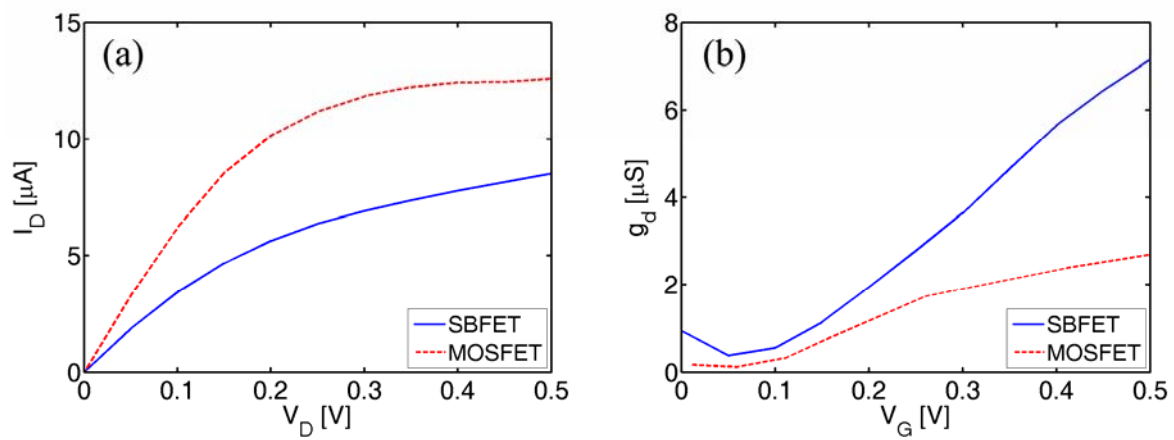 (a)
15
10
5
0
I_D [μA]
0 0.1 0.2 0.3 0.4 0.5
V_D [V]
SBFET
MOSFET
(b)
8
6
4
2
0
g_d [μS]
0 0.1 0.2 0.3 0.4 0.5
V_G [V]
SBFET
MOSFET